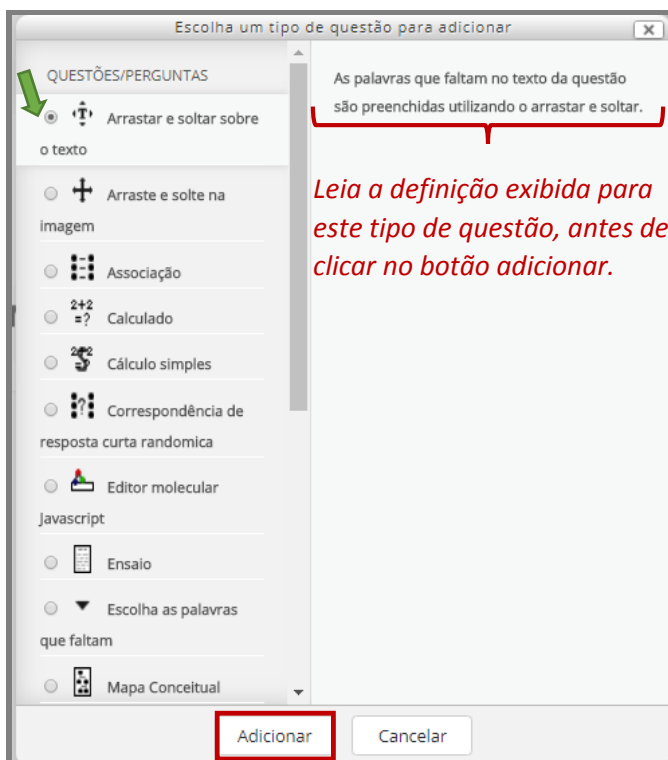 Escolha um tipo de questão para adicionar
x
QUESTÕES/PERGUNTAS
Arrastar e soltar sobre
o texto
Arraste e solte na
imagem
Associação
2+2
=?
Calculado
Cálculo simples
Correspondência de
resposta curta randomica
Editor molecular
Javascript
Ensaio
Escolha as palavras
que faltam
Mapa Conceitual
As palavras que faltam no texto da questão
são preenchidas utilizando o arrastar e soltar.
Leia a definição exibida para
este tipo de questão, antes de
clicar no botão adicionar.
Adicionar
Cancelar